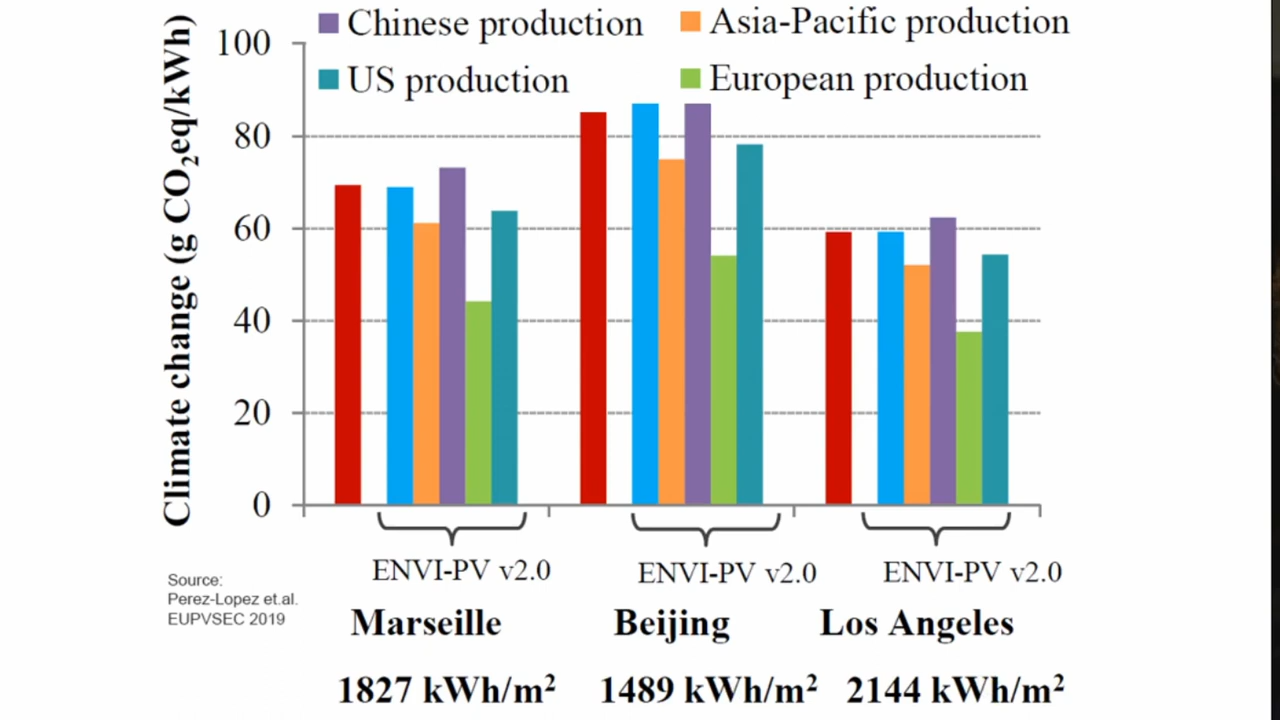 Chinese production
Asia-Pacific production
US production
European production
Climate change (g CO₂eq/kWh)
100
80
60
40
20
0
ENVI-PV v2.0
ENVI-PV v2.0
ENVI-PV v2.0
Source:
Perez-Lopez et.al.
EUPVSEC 2019
Marseille
Beijing
Los Angeles
1827 kWh/m²
1489 kWh/m²
2144 kWh/m²